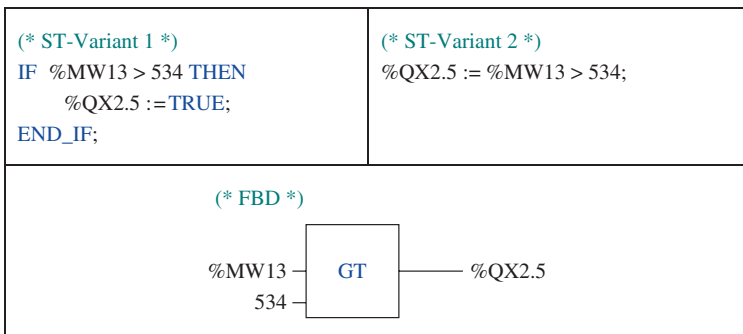 (* ST-Variant 1 *)
IF %MW13 > 534 THEN
%QX2.5 := TRUE;
END_IF;
(* ST-Variant 2 *)
%QX2.5 := %MW13 > 534;
(* FBD *)
%MW13 GT %QX2.5
534